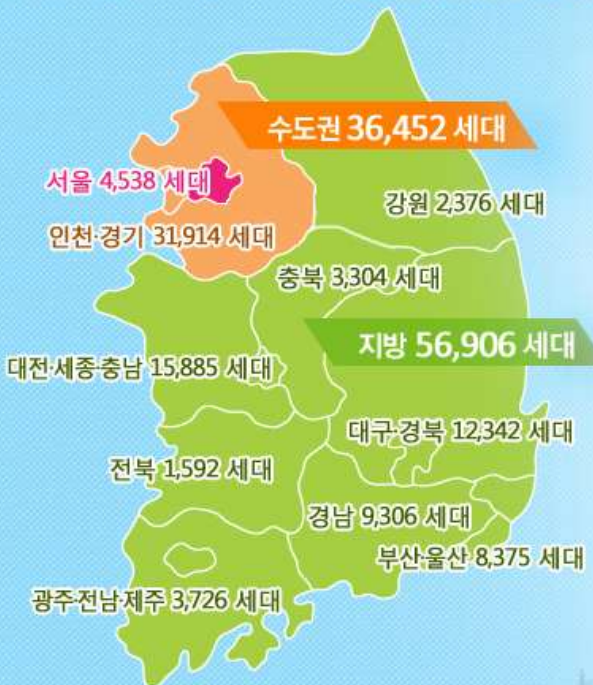 수도권 36,452 세대
서울 4,538 세대
강원 2,376 세대
인천·경기 31,914 세대
충북 3,304 세대
지방 56,906 세대
대전·세종·충남 15,885 세대
대구·경북 12,342 세대
전북 1,592 세대
경남 9,306 세대
부산·울산 8,375 세대
광주·전남·제주 3,726 세대